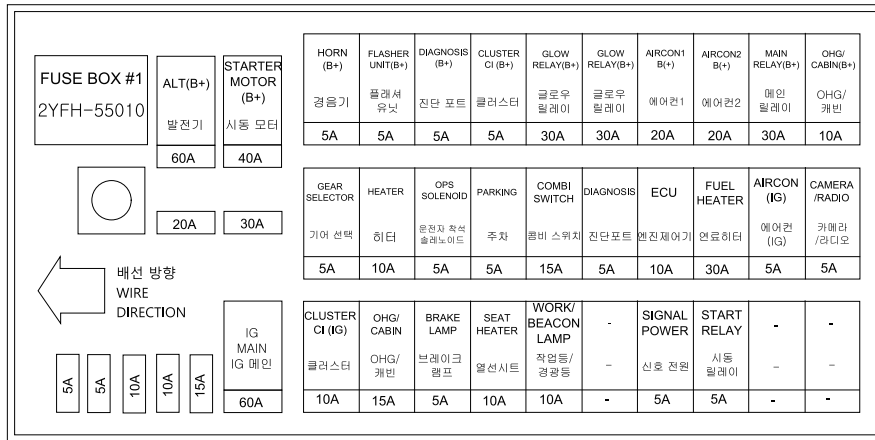 FUSE BOX #1
2YFH-55010
ALT(B+)
발전기
60A
STARTER
MOTOR
(B+)
시동 모터
40A
20A
30A
배선 방향
WIRE
DIRECTION
5A
5A
10A
10A
15A
IG
MAIN
IG 메인
60A
HORN
(B+)
경음기
5A
FLASHER
UNIT(B+)
플래셔
유닛
5A
DIAGNOSIS
(B+)
진단 포트
5A
CLUSTER
CI (B+)
클러스터
5A
GLOW
RELAY(B+)
글로우
릴레이
30A
GLOW
RELAY(B+)
글로우
릴레이
30A
AIRCON1
B(+)
에어컨1
20A
AIRCON2
B(+)
에어컨2
20A
MAIN
RELAY(B+)
메인
릴레이
30A
OHG/
CABIN(B+)
OHG/
캐빈
10A
GEAR
SELECTOR
기어 선택
5A
HEATER
히터
10A
OPS
SOLENOID
운전자 착석
솔레노이드
5A
PARKING
주차
5A
COMBI
SWITCH
콤비 스위치
15A
DIAGNOSIS
진단포트
5A
ECU
엔진제어기
10A
FUEL
HEATER
연료히터
30A
AIRCON
(IG)
에어컨
(IG)
5A
CAMERA
/RADIO
카메라
/라디오
5A
CLUSTER
CI (IG)
클러스터
10A
OHG/
CABIN
OHG/
캐빈
15A
BRAKE
LAMP
브레이크
램프
5A
SEAT
HEATER
열선시트
10A
WORK/
BEACON
LAMP
작업등/
경광등
10A
-
-
-
SIGNAL
POWER
신호 전원
5A
START
RELAY
시동
릴레이
5A
-
-
-
-
-
-